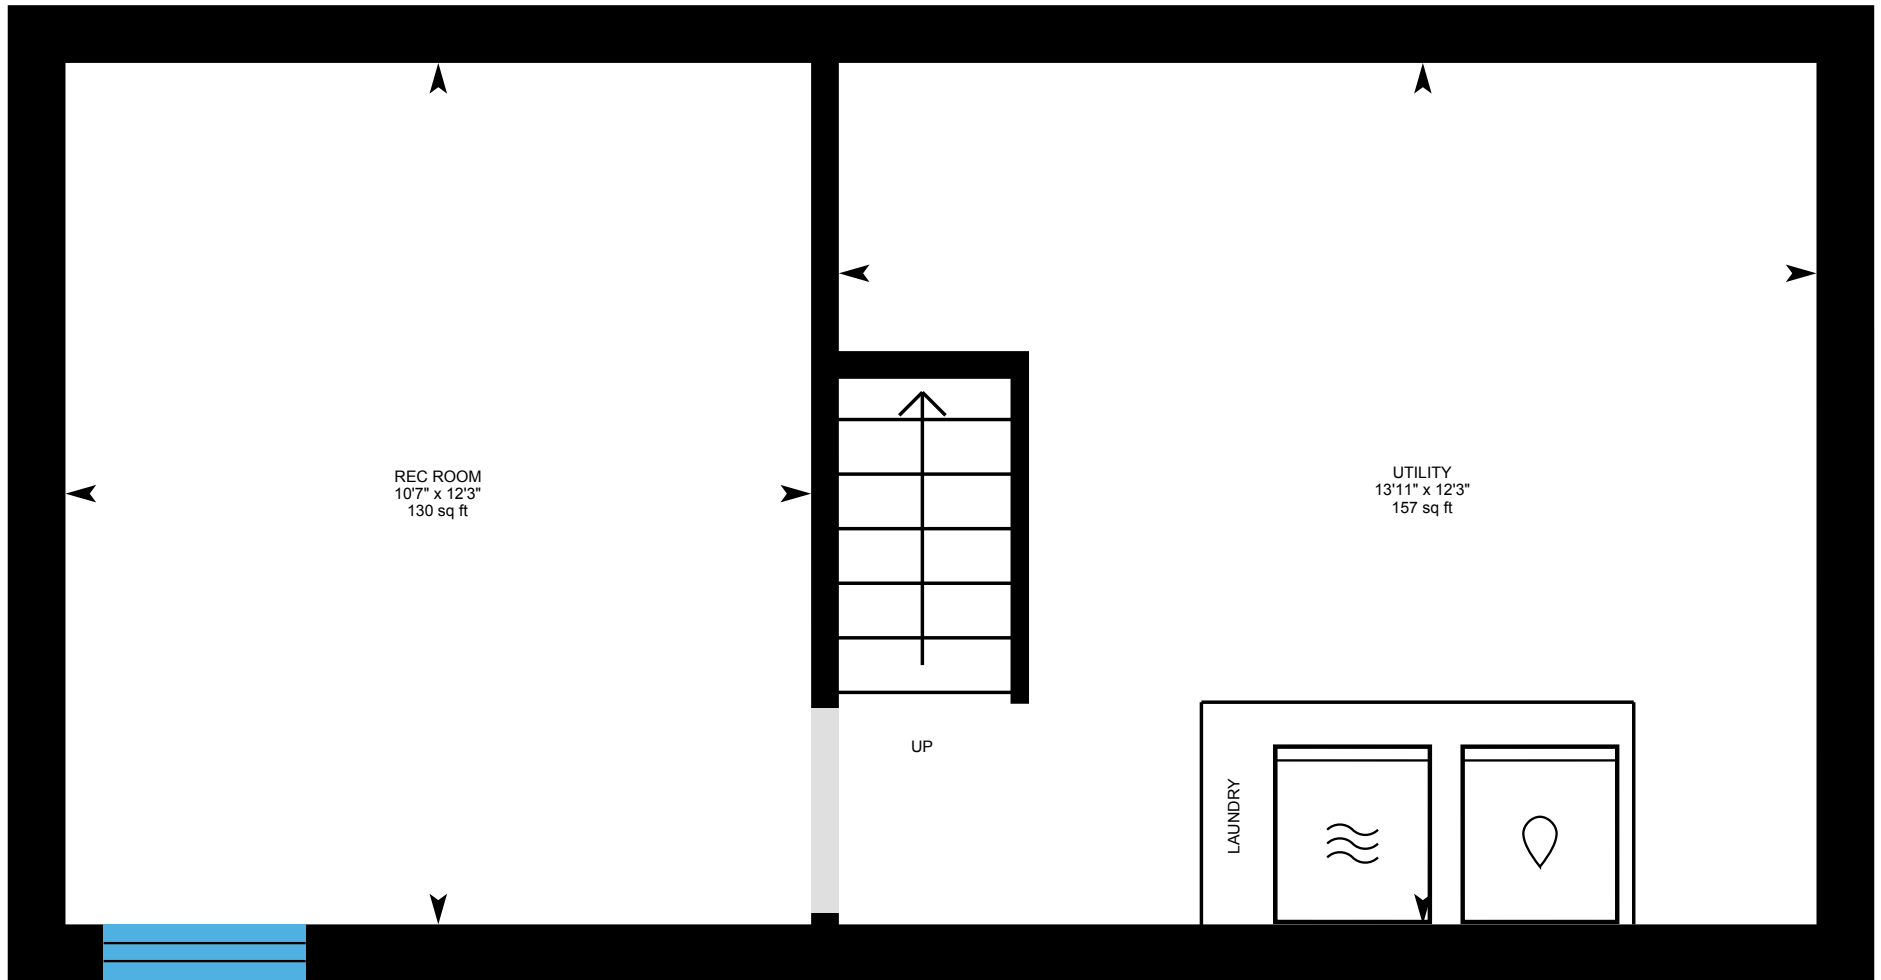 REC ROOM
10'7" x 12'3"
130 sq ft
UTILITY
13'11" x 12'3"
157 sq ft
UP
LAUNDRY